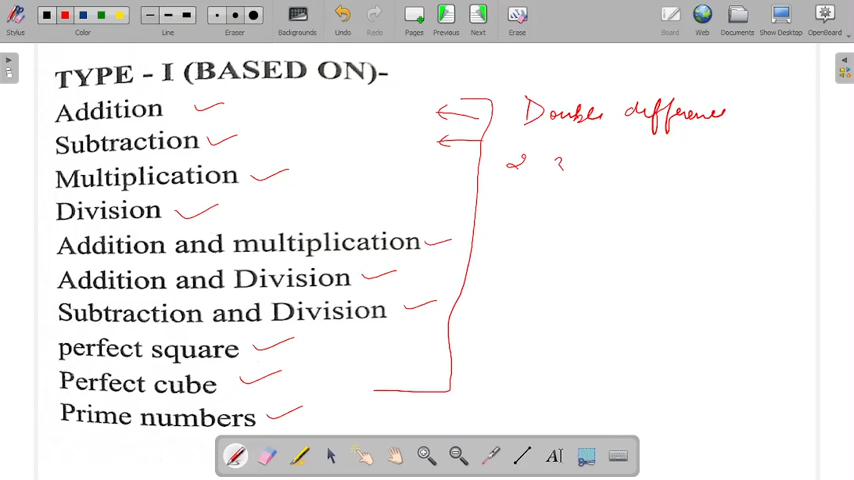 Stylus
Color
Line
Eraser
Backgrounds
Undo
Redo
Pages
Previous
Next
Erase
Board
Web
Documents
Show Desktop
OpenBoard
TYPE - I (BASED ON)-
Addition
Subtraction
Multiplication
Division
Addition and multiplication
Addition and Division
Subtraction and Division
perfect square
Perfect cube
Prime numbers
Double difference
2 3